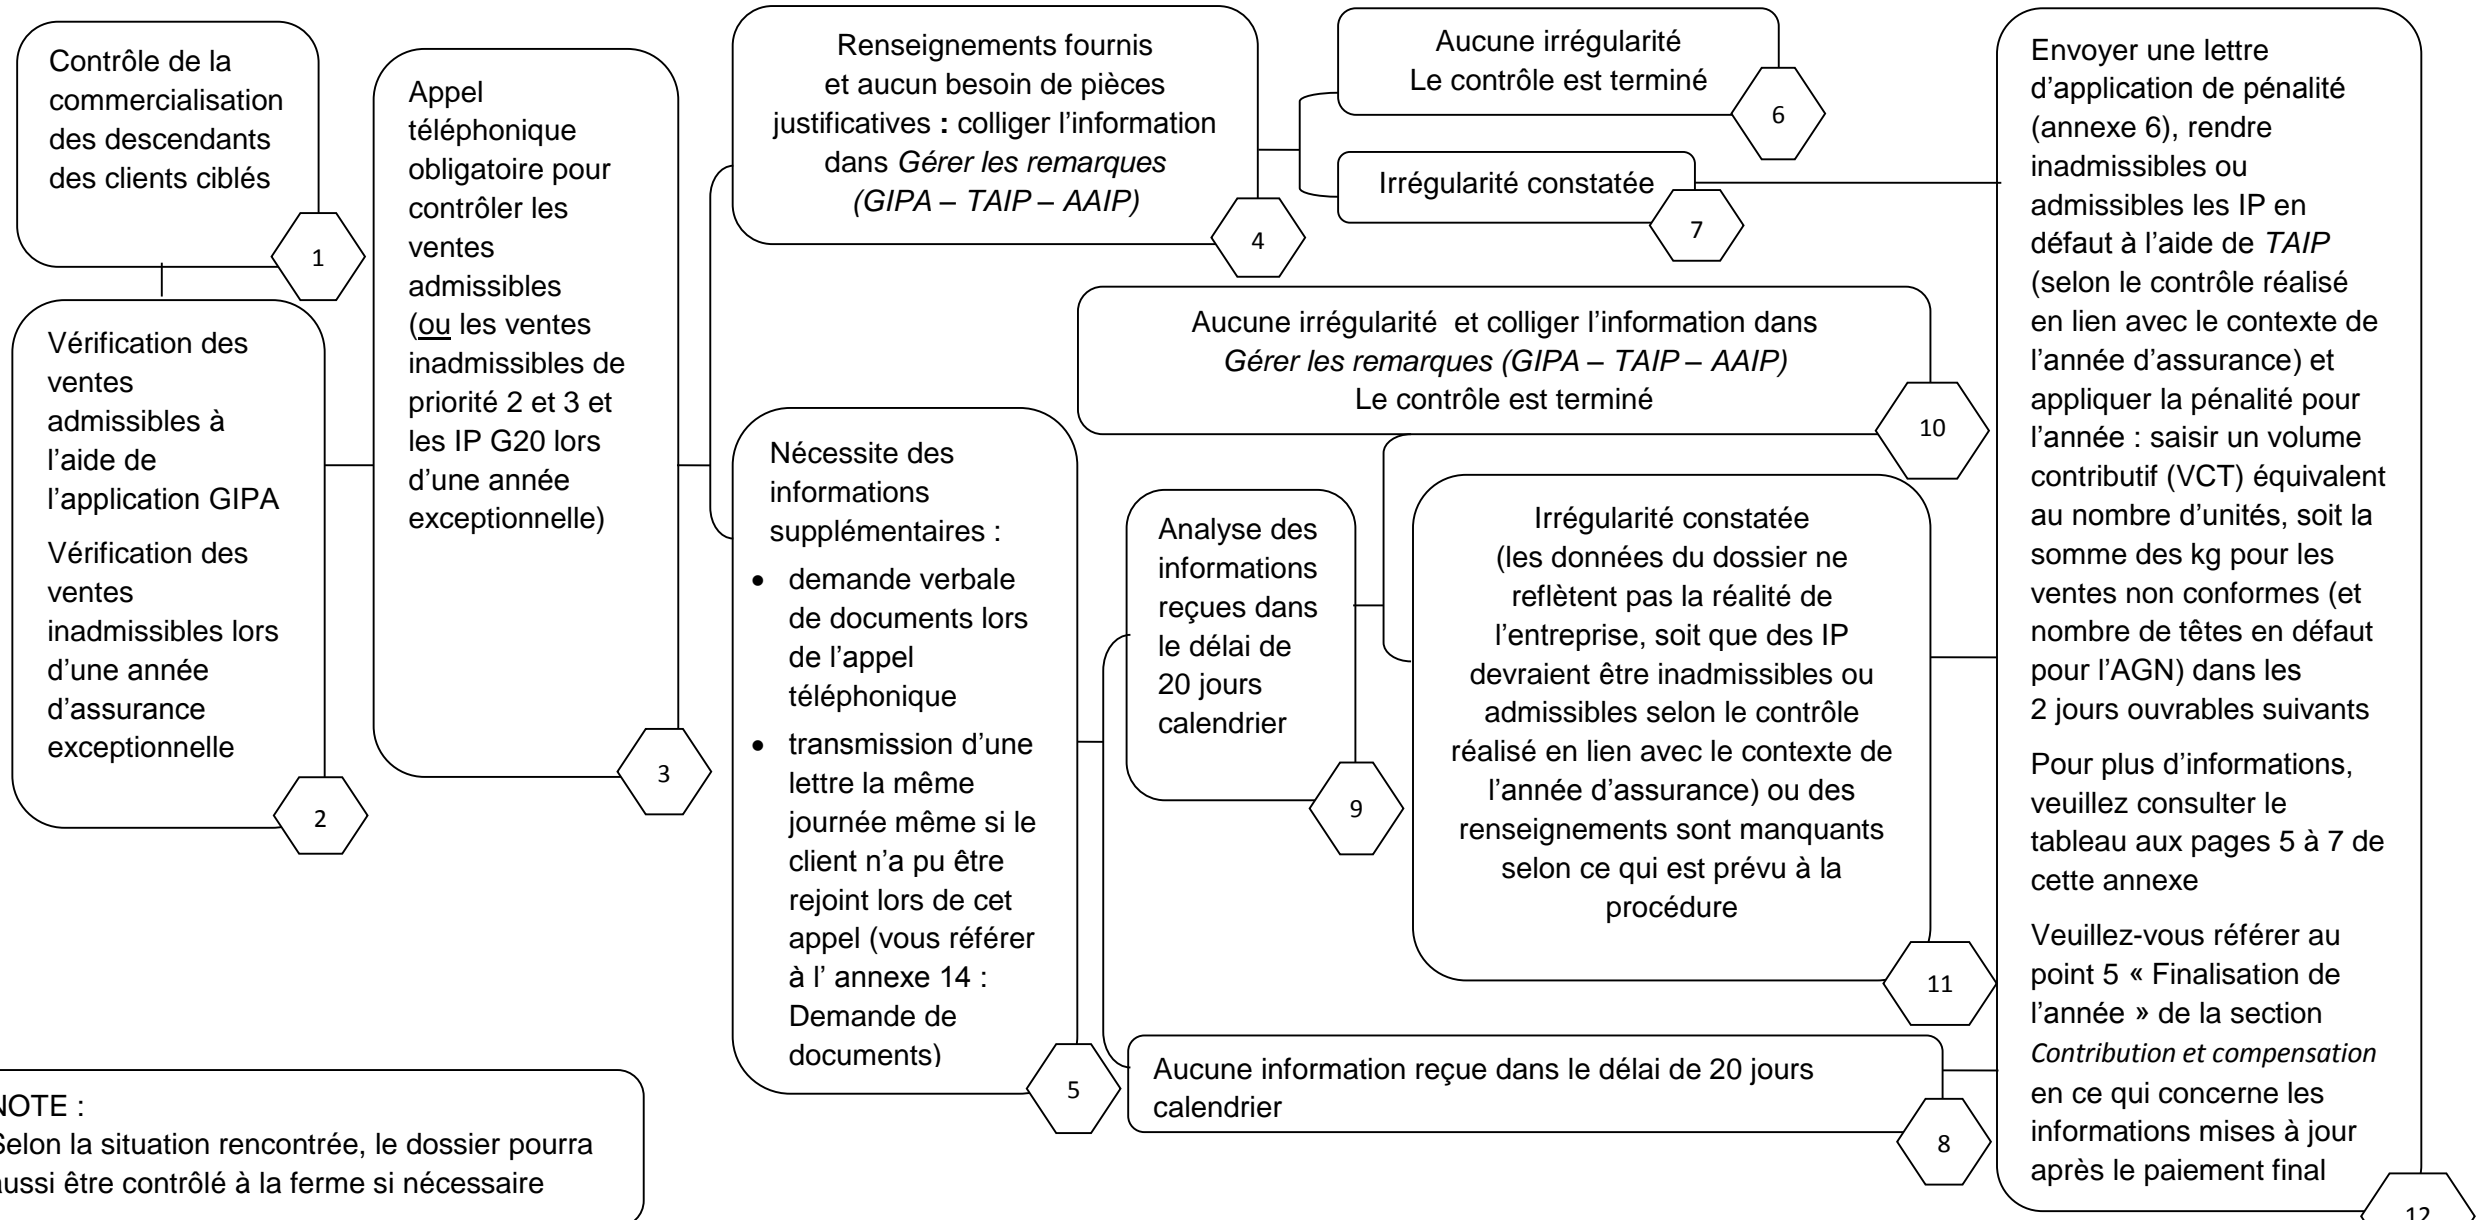 Contrôle de la
commercialisation
des descendants
des clients ciblés
1
Vérification des
ventes
admissibles à
l’aide de
l’application GIPA
Vérification des
ventes
inadmissibles lors
d’une année
d’assurance
exceptionnelle
2
Appel
téléphonique
obligatoire pour
contrôler les
ventes
admissibles
(ou les ventes
inadmissibles de
priorité 2 et 3 et
les IP G20 lors
d’une année
exceptionnelle)
3
Renseignements fournis
et aucun besoin de pièces
justificatives : colliger l’information
dans Gérer les remarques
(GIPA – TAIP – AAIP)
4
Nécessite des
informations
supplémentaires :
• demande verbale
de documents lors
de l’appel
téléphonique
• transmission d’une
lettre la même
journée même si le
client n’a pu être
rejoint lors de cet
appel (vous référer
à l’ annexe 14 :
Demande de
documents)
5
Aucune irrégularité
Le contrôle est terminé
6
Irrégularité constatée
7
Aucune information reçue dans le délai de 20 jours
calendrier
8
Analyse des
informations
reçues dans
le délai de
20 jours
calendrier
9
Aucune irrégularité  et colliger l’information dans
Gérer les remarques (GIPA – TAIP – AAIP)
Le contrôle est terminé
10
Irrégularité constatée
(les données du dossier ne
reflètent pas la réalité de
l’entreprise, soit que des IP
devraient être inadmissibles ou
admissibles selon le contrôle
réalisé en lien avec le contexte de
l’année d’assurance) ou des
renseignements sont manquants
selon ce qui est prévu à la
procédure
11
Envoyer une lettre
d’application de pénalité
(annexe 6), rendre
inadmissibles ou
admissibles les IP en
défaut à l’aide de TAIP
(selon le contrôle réalisé
en lien avec le contexte de
l’année d’assurance) et
appliquer la pénalité pour
l’année : saisir un volume
contributif (VCT) équivalent
au nombre d’unités, soit la
somme des kg pour les
ventes non conformes (et
nombre de têtes en défaut
pour l’AGN) dans les
2 jours ouvrables suivants
Pour plus d’informations,
veuillez consulter le
tableau aux pages 5 à 7 de
cette annexe
Veuillez-vous référer au
point 5 « Finalisation de
l’année » de la section
Contribution et compensation
en ce qui concerne les
informations mises à jour
après le paiement final
12
NOTE :
Selon la situation rencontrée, le dossier pourra
aussi être contrôlé à la ferme si nécessaire